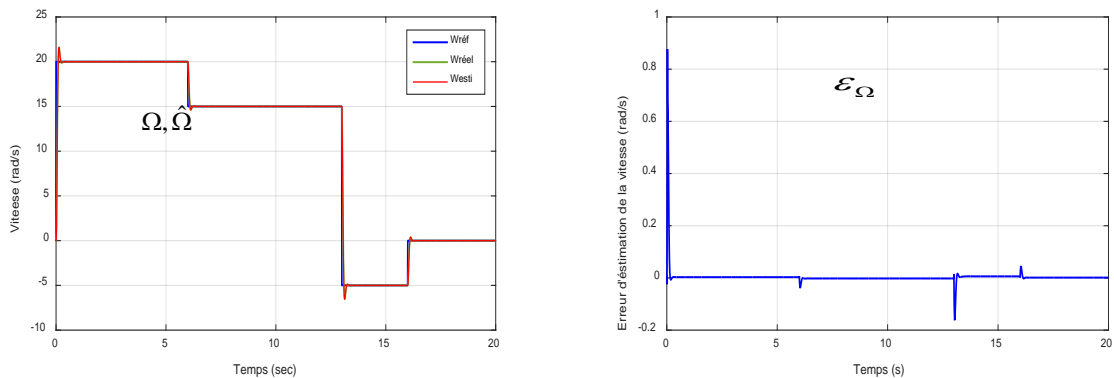 25
20
15
10
5
0
-5
-10
0
5
10
15
20
Viteese (rad/s)
Temps (sec)
Wréf
Wréel
Westi
Ω, Ω̂
1
0.8
0.6
0.4
0.2
0
-0.2
0
5
10
15
20
Erreur d'éstimation de la vitesse (rad/s)
Temps (s)
ε_Ω